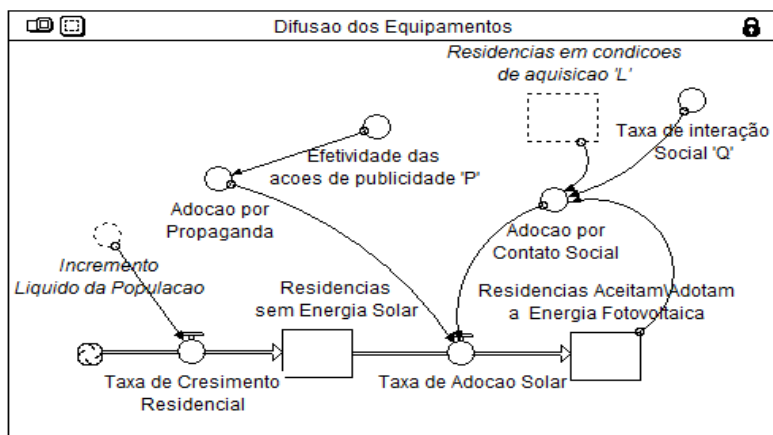 Difusao dos Equipamentos
Residências em condicoes
de aquisicao 'L'
Taxa de interação
Social 'Q'
Efetividade das
acoes de publicidade 'P'
Adocao por
Propaganda
Adocao por
Contato Social
Incremento
Liquido da Populacao
Residencias
sem Energia Solar
Residencias Aceitam\Adotam
a Energia Fotovoltaica
Taxa de Cresimento
Residencial
Taxa de Adocao Solar